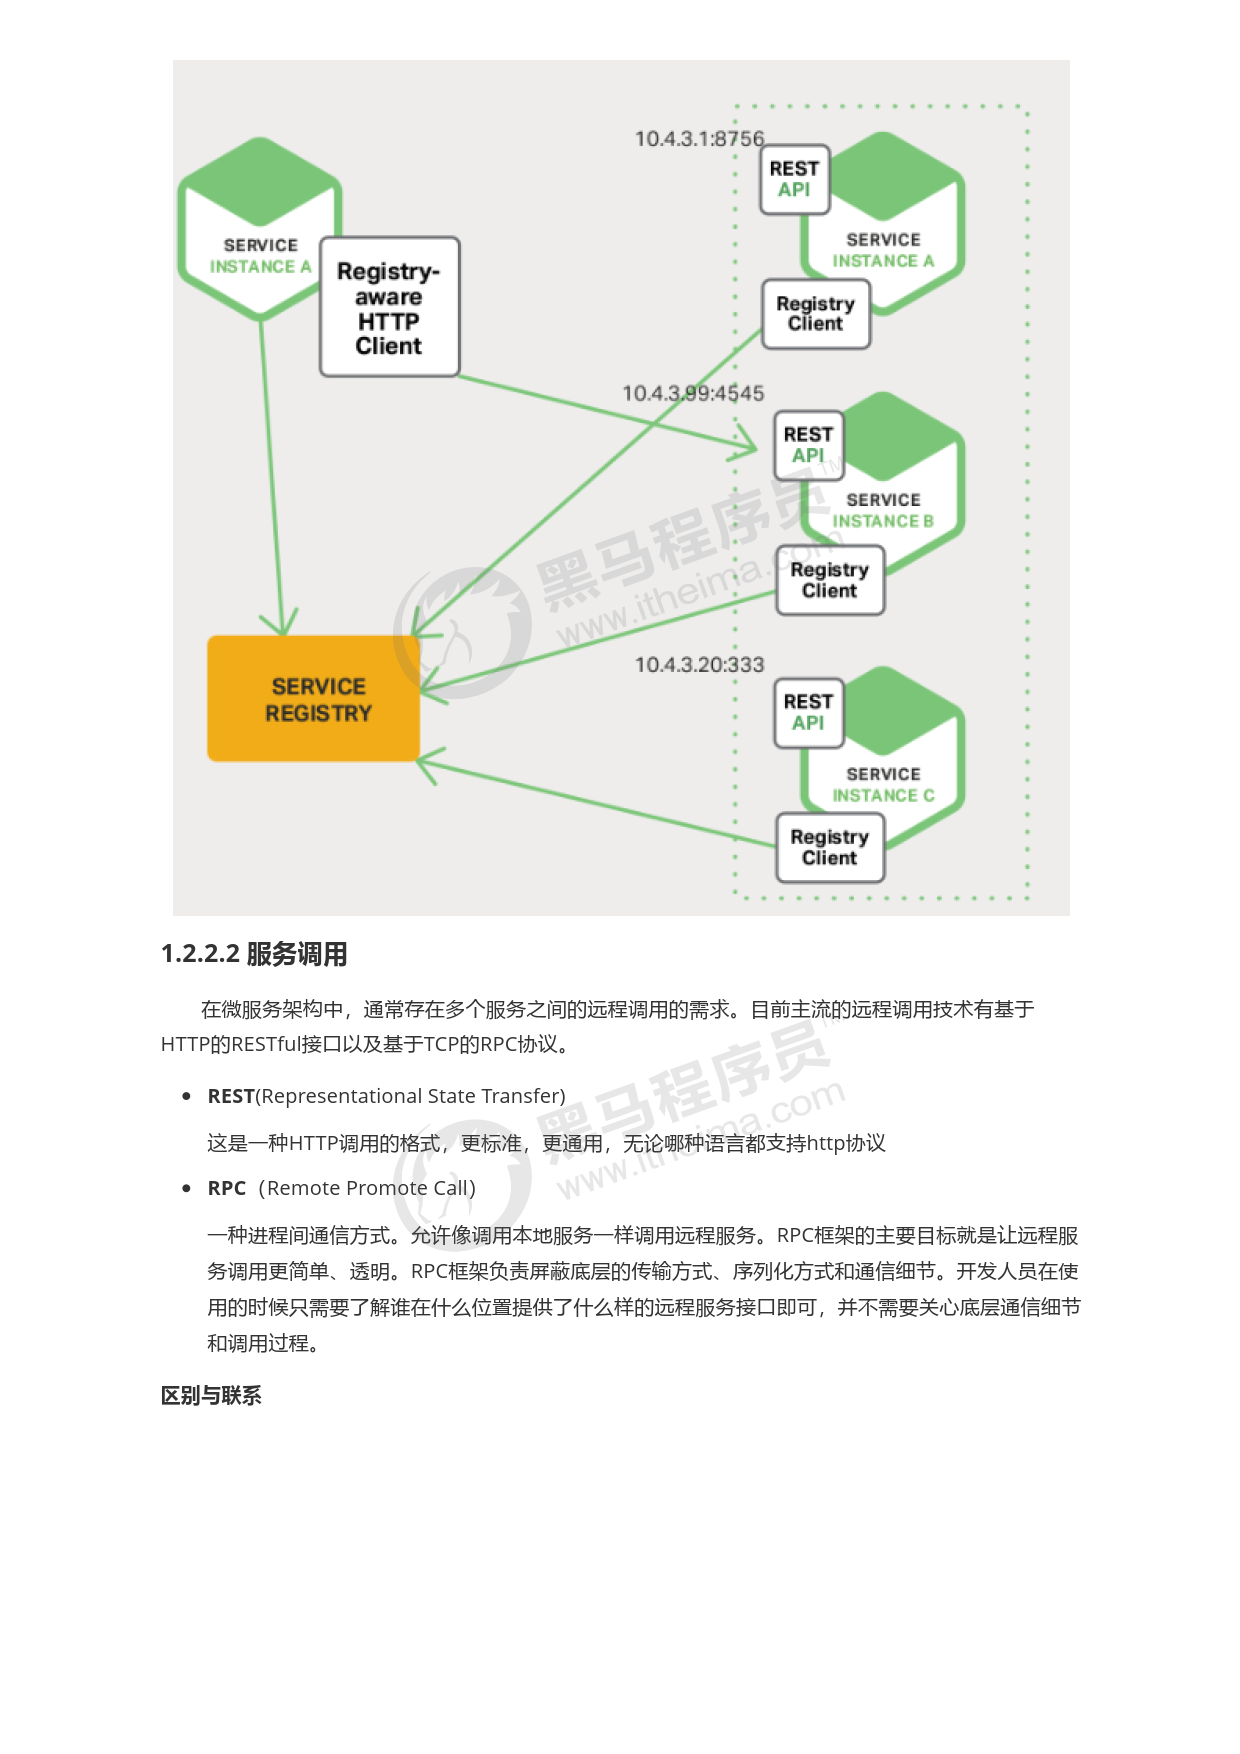 10.4.3.1:8756
REST
API
SERVICE
INSTANCE A
Registry
Client
SERVICE
INSTANCE A
Registry-
aware
HTTP
Client
10.4.3.99:4545
REST
API
SERVICE
INSTANCE B
Registry
Client
黑马程序员™
www.itheima.com
10.4.3.20:333
SERVICE
REGISTRY
REST
API
SERVICE
INSTANCE C
Registry
Client
1.2.2.2 服务调用
在微服务架构中，通常存在多个服务之间的远程调用的需求。目前主流的远程调用技术有基于
HTTP的RESTful接口以及基于TCP的RPC协议。
REST(Representational State Transfer)
这是一种HTTP调用的格式，更标准，更通用，无论哪种语言都支持http协议
黑马程序员™
www.itheima.com
RPC（Remote Promote Call）
一种进程间通信方式。允许像调用本地服务一样调用远程服务。RPC框架的主要目标就是让远程服
务调用更简单、透明。RPC框架负责屏蔽底层的传输方式、序列化方式和通信细节。开发人员在使
用的时候只需要了解谁在什么位置提供了什么样的远程服务接口即可，并不需要关心底层通信细节
和调用过程。
区别与联系